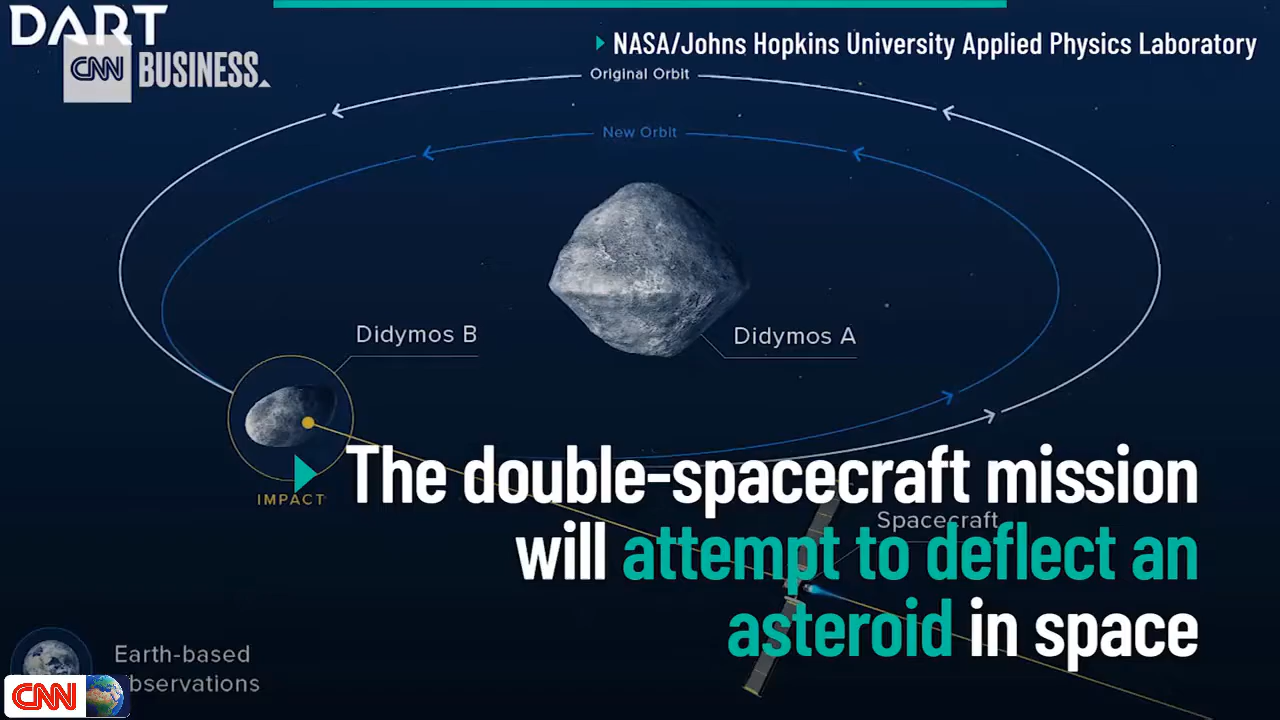 DART
CNN BUSINESS
NASA/Johns Hopkins University Applied Physics Laboratory
Original Orbit
New Orbit
Didymos B
Didymos A
IMPACT
The double-spacecraft mission
Spacecraft
will attempt to deflect an
asteroid in space
Earth-based
bservations
CNN